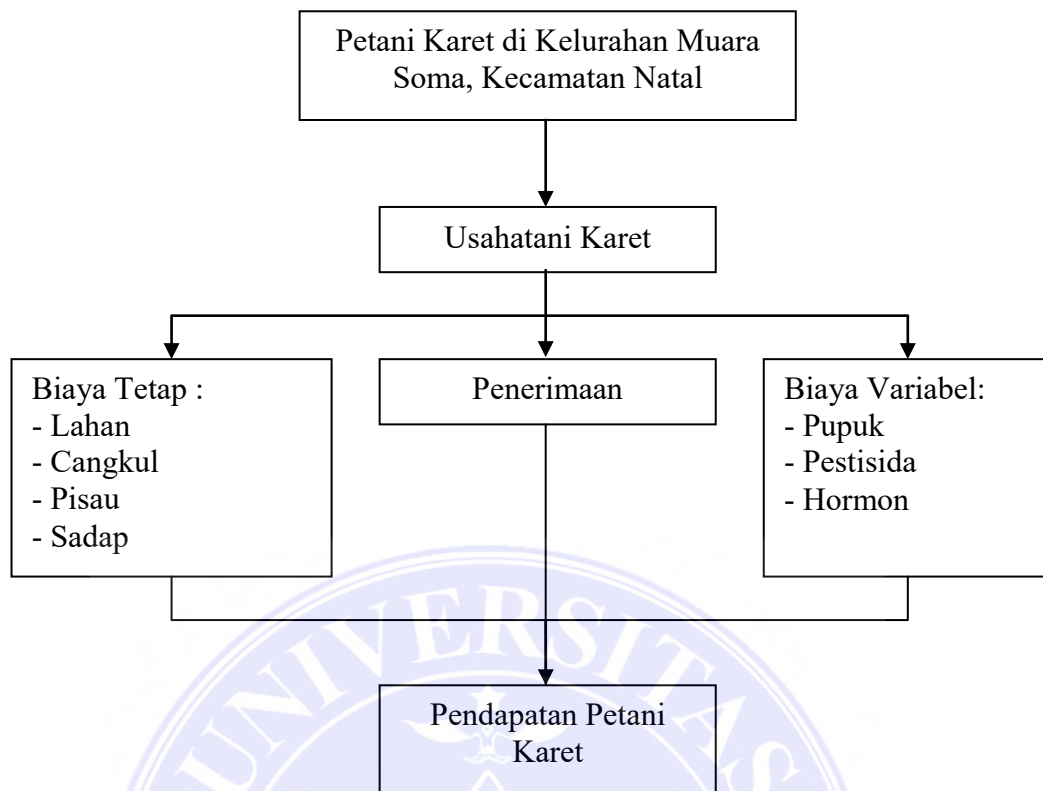 Petani Karet di Kelurahan Muara
Soma, Kecamatan Natal
Usahatani Karet
Biaya Tetap :
- Lahan
- Cangkul
- Pisau
- Sadap
Penerimaan
Biaya Variabel:
- Pupuk
- Pestisida
- Hormon
UNIVERSITAS
Pendapatan Petani
Karet